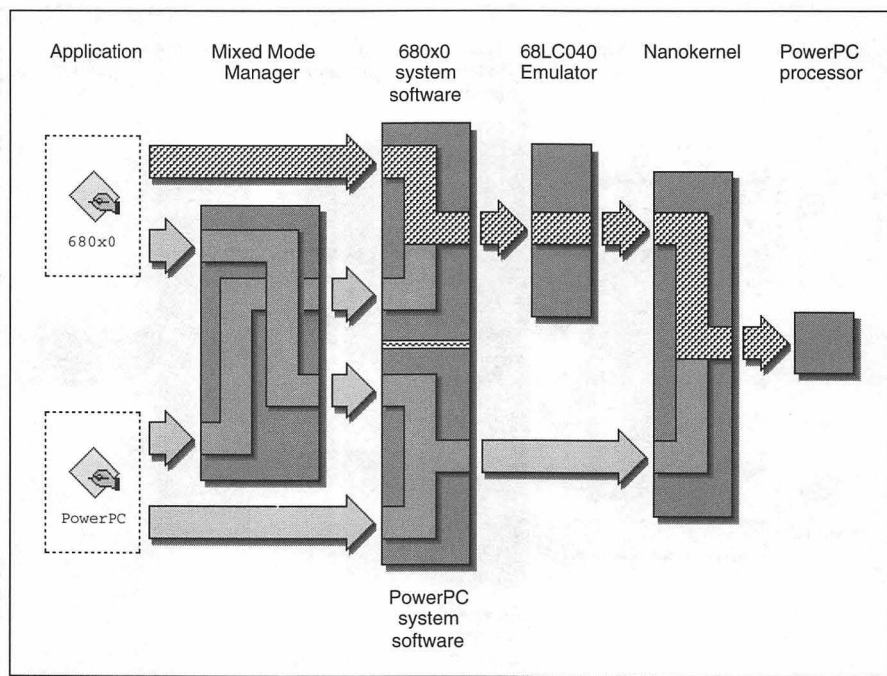 Application
Mixed Mode
Manager
680x0
system
software
68LC040
Emulator
Nanokernel
PowerPC
processor
680x0
PowerPC
PowerPC
system
software